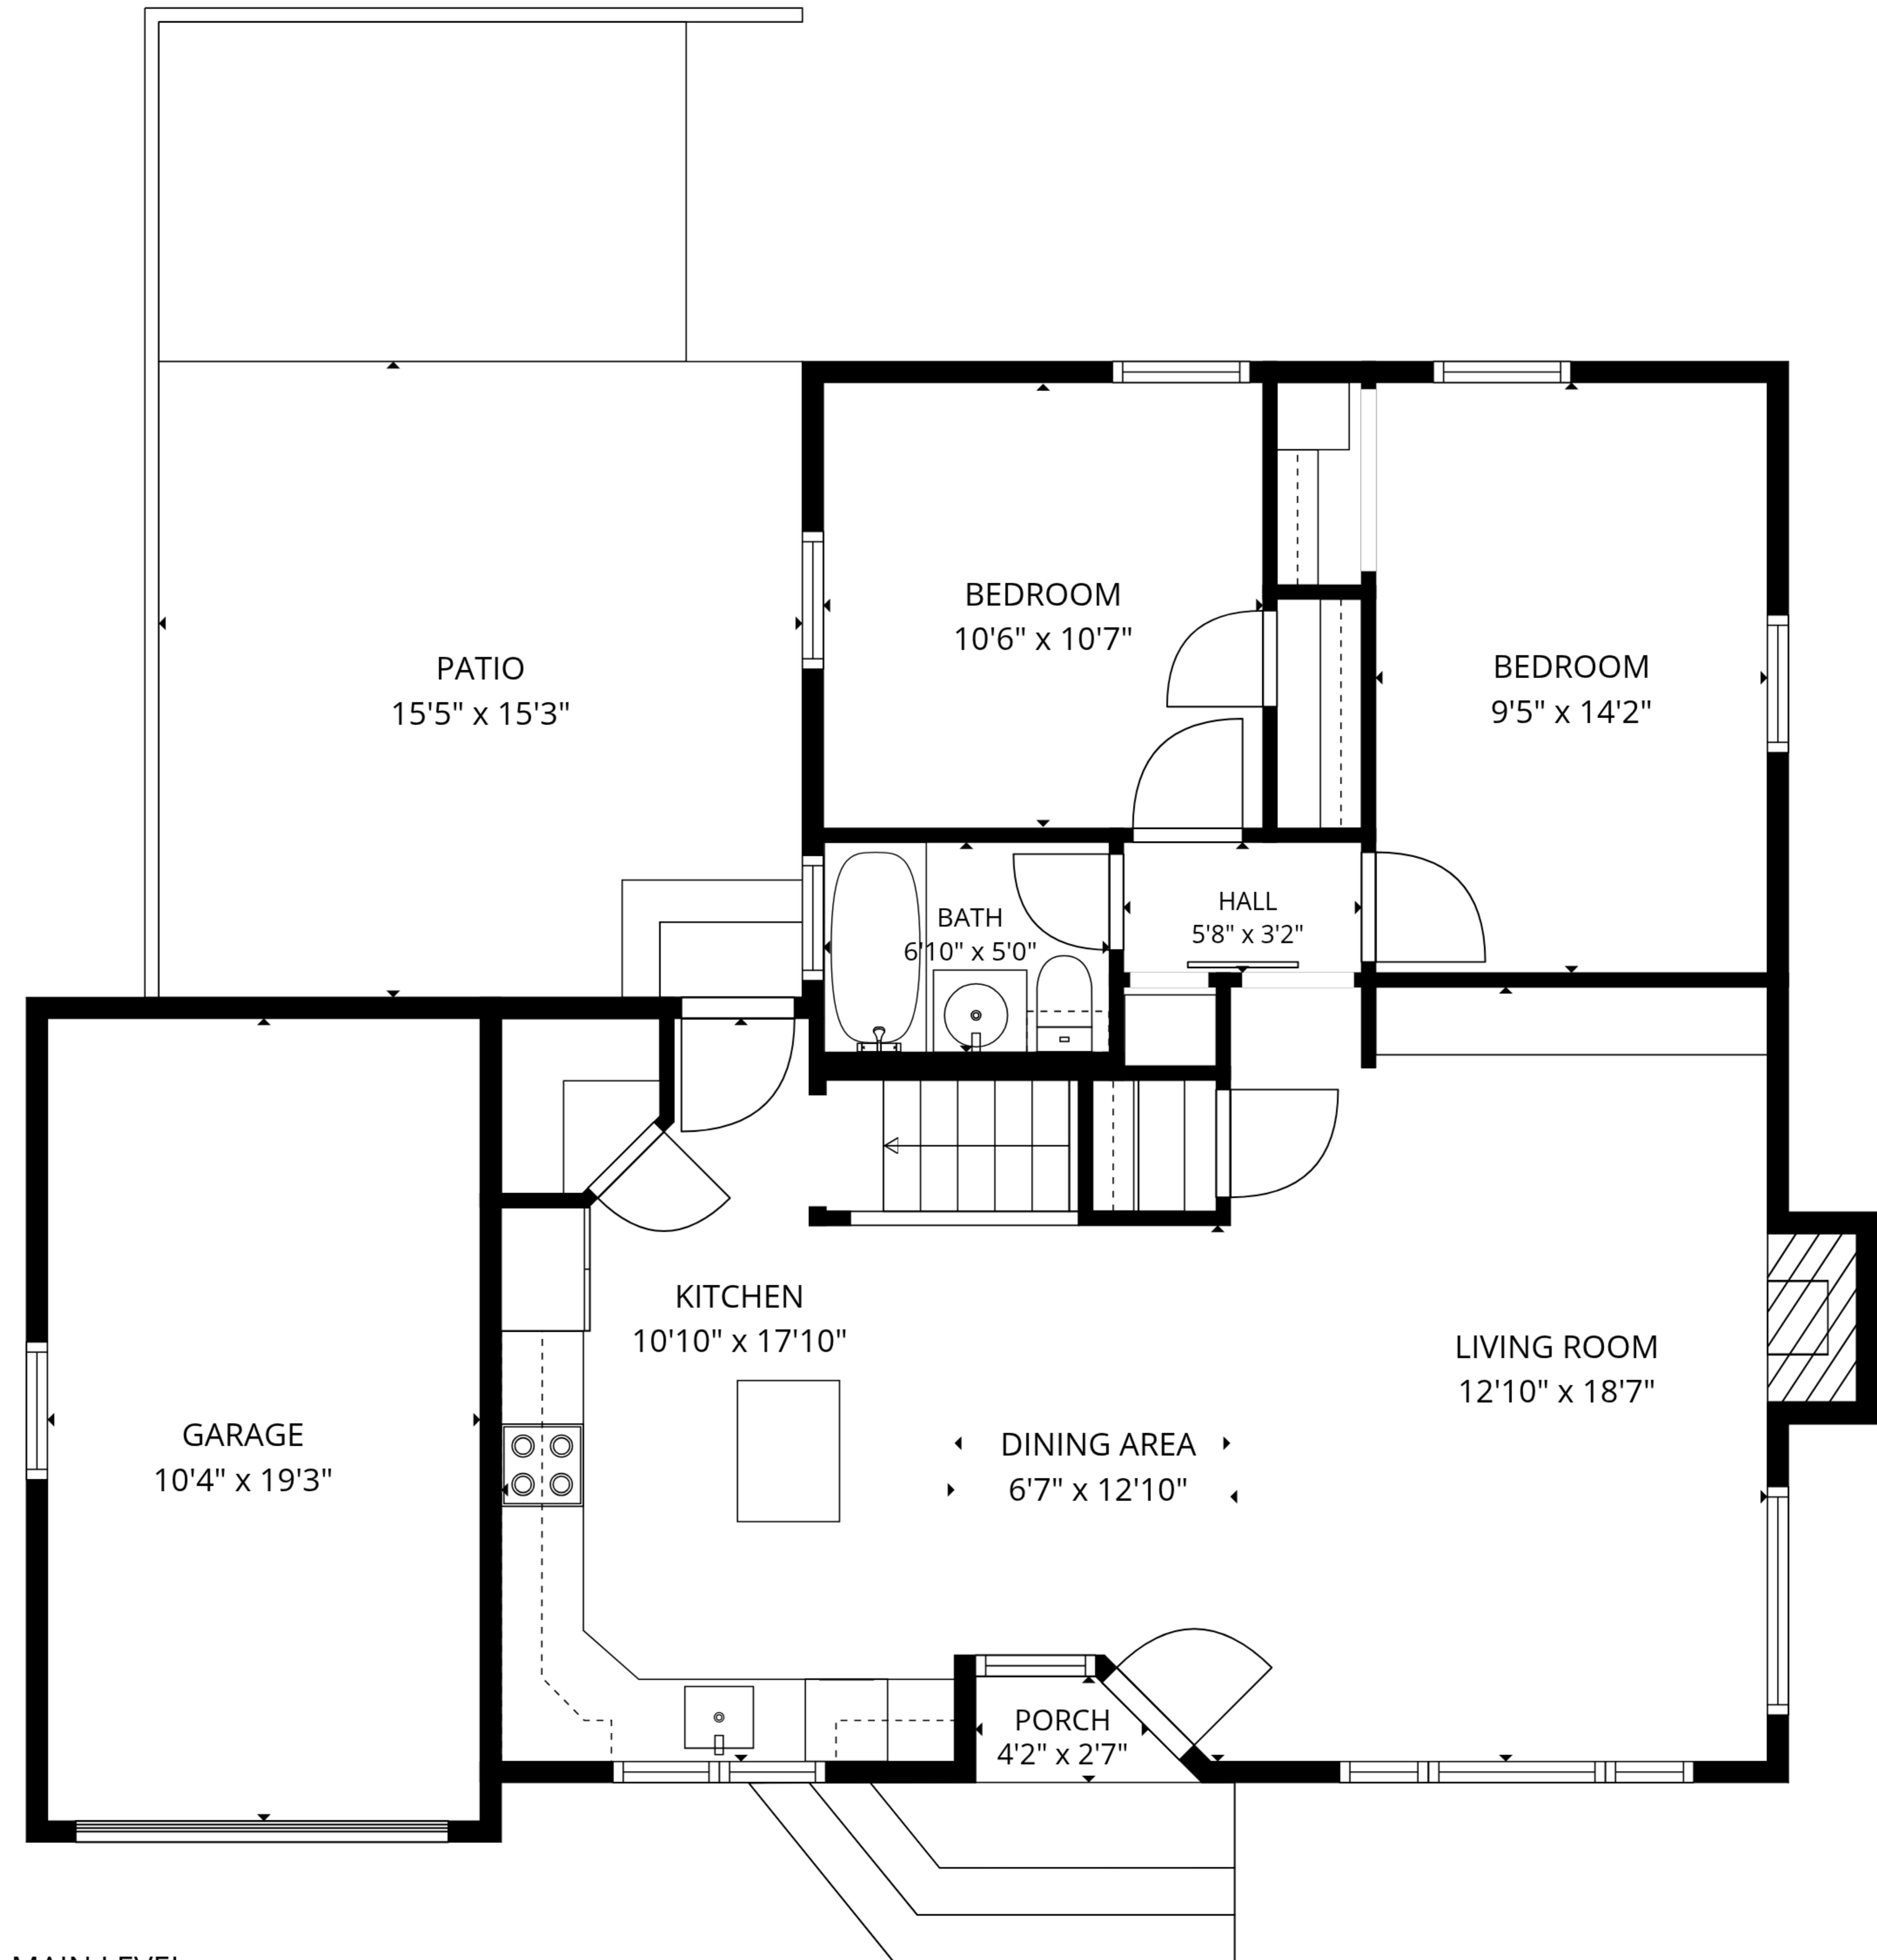 BEDROOM
10'6" x 10'7"
PATIO
15'5" x 15'3"
BEDROOM
9'5" x 14'2"
BATH
6'10" x 5'0"
HALL
5'8" x 3'2"
KITCHEN
10'10" x 17'10"
LIVING ROOM
12'10" x 18'7"
GARAGE
10'4" x 19'3"
DINING AREA
6'7" x 12'10"
PORCH
4'2" x 2'7"
MAIN LEVEL